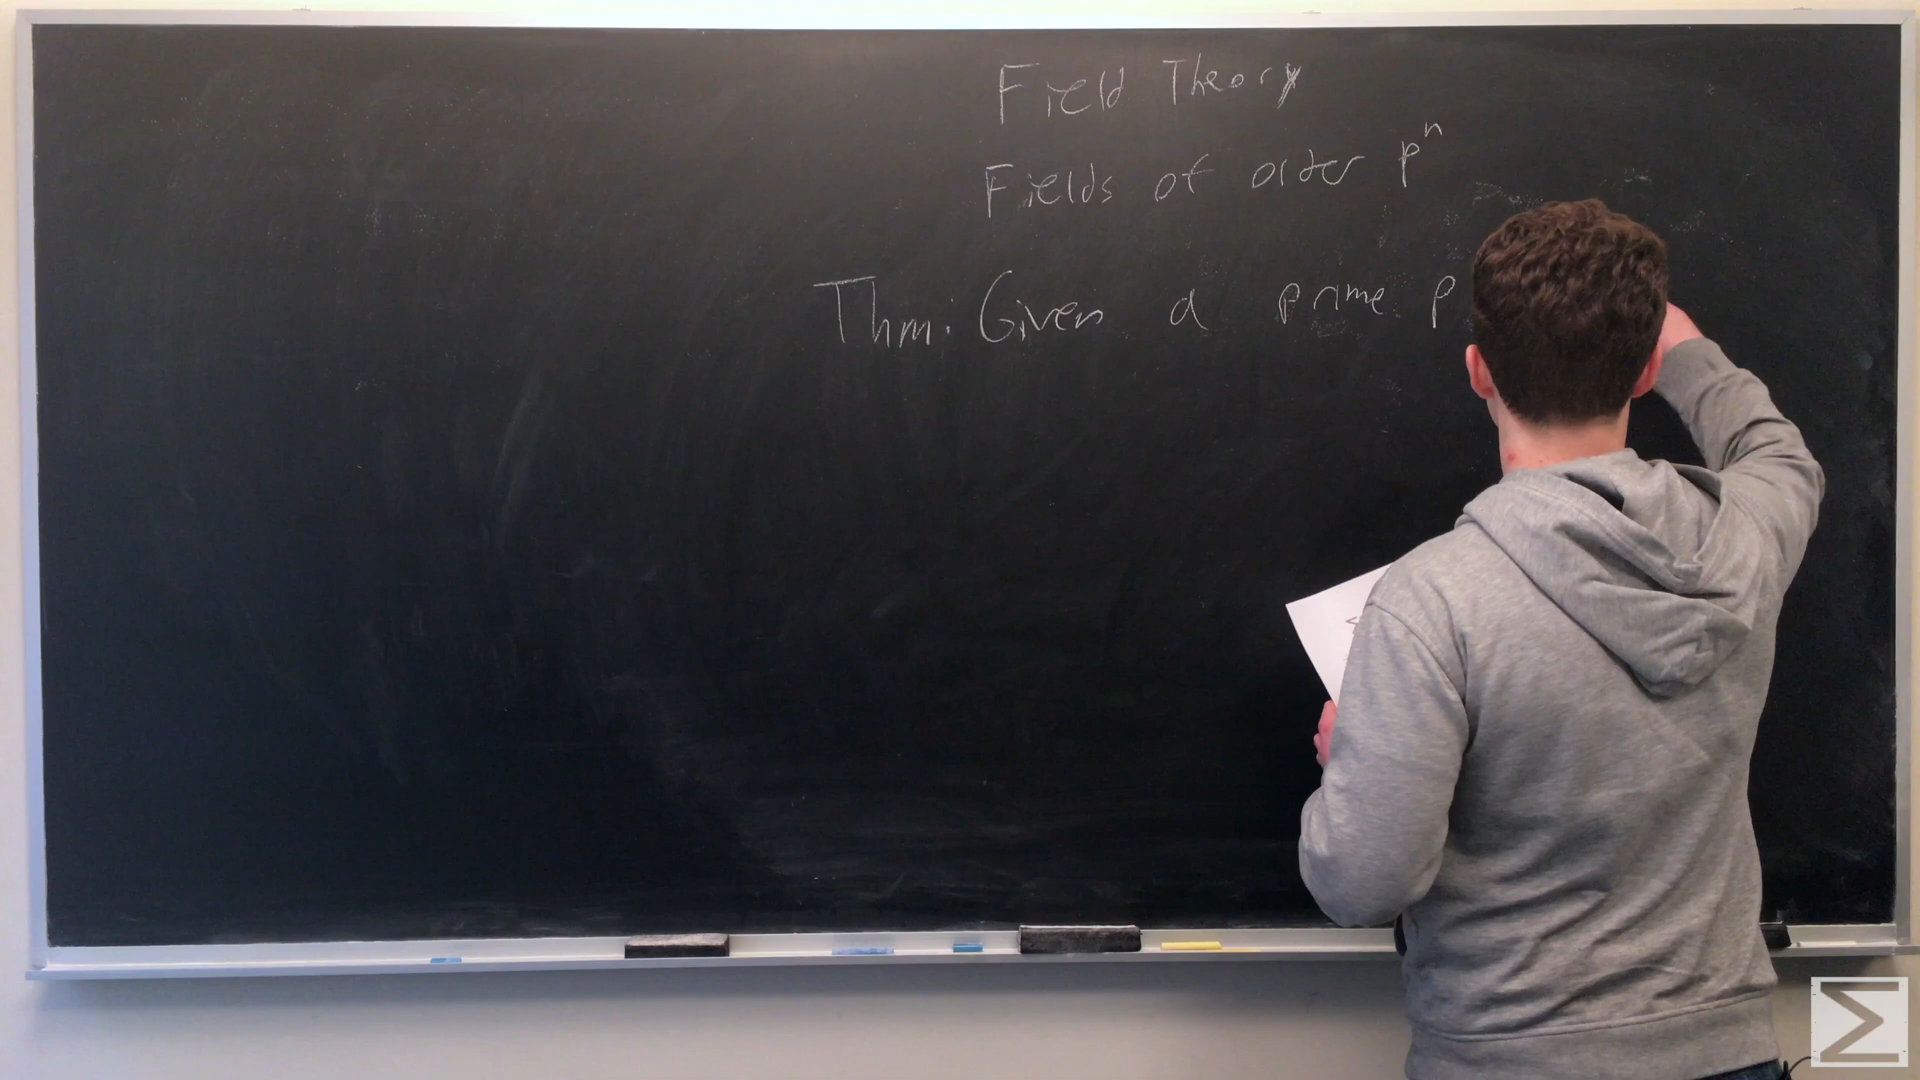 Field Theory
Fields of order pⁿ
Thm: Given a prime p
Σ